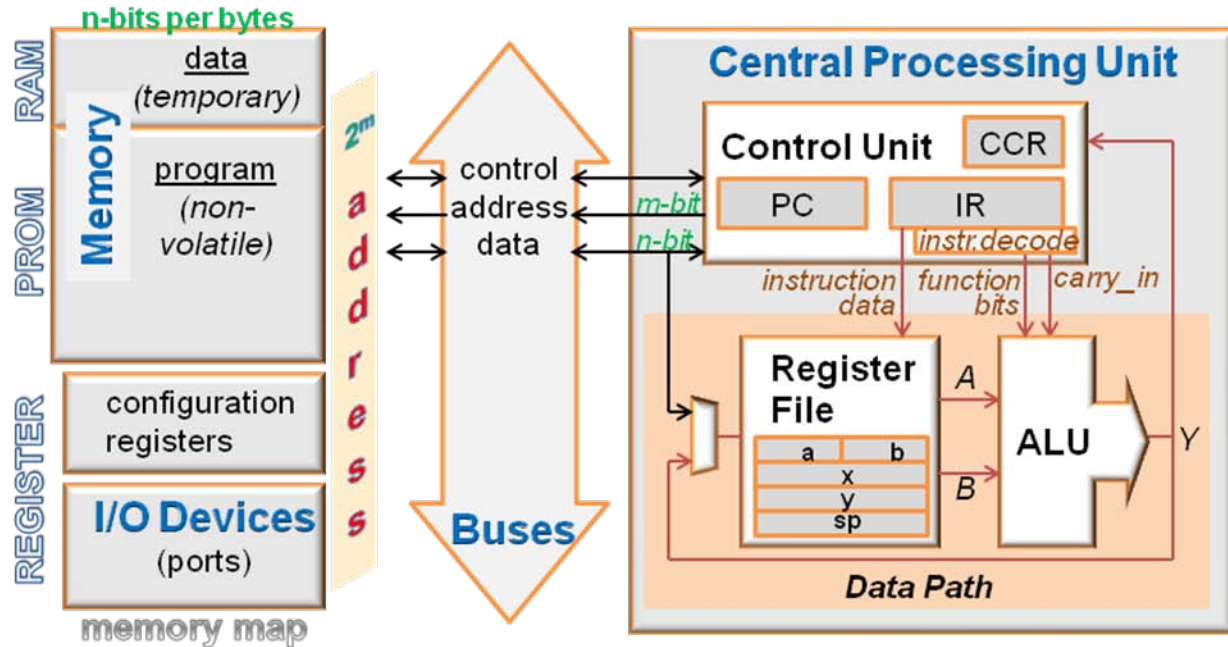 n-bits per bytes
RAM
data
(temporary)
Memory
PROM
program
(non-
volatile)
REGISTER
configuration
registers
I/O Devices
(ports)
memory map
2ᵐ
address
control
address
data
Buses
m-bit
n-bit
Central Processing Unit
Control Unit
CCR
PC
IR
instr.decode
instruction
data
function
bits
carry_in
Register
File
a b
x
y
sp
A
B
ALU
Y
Data Path